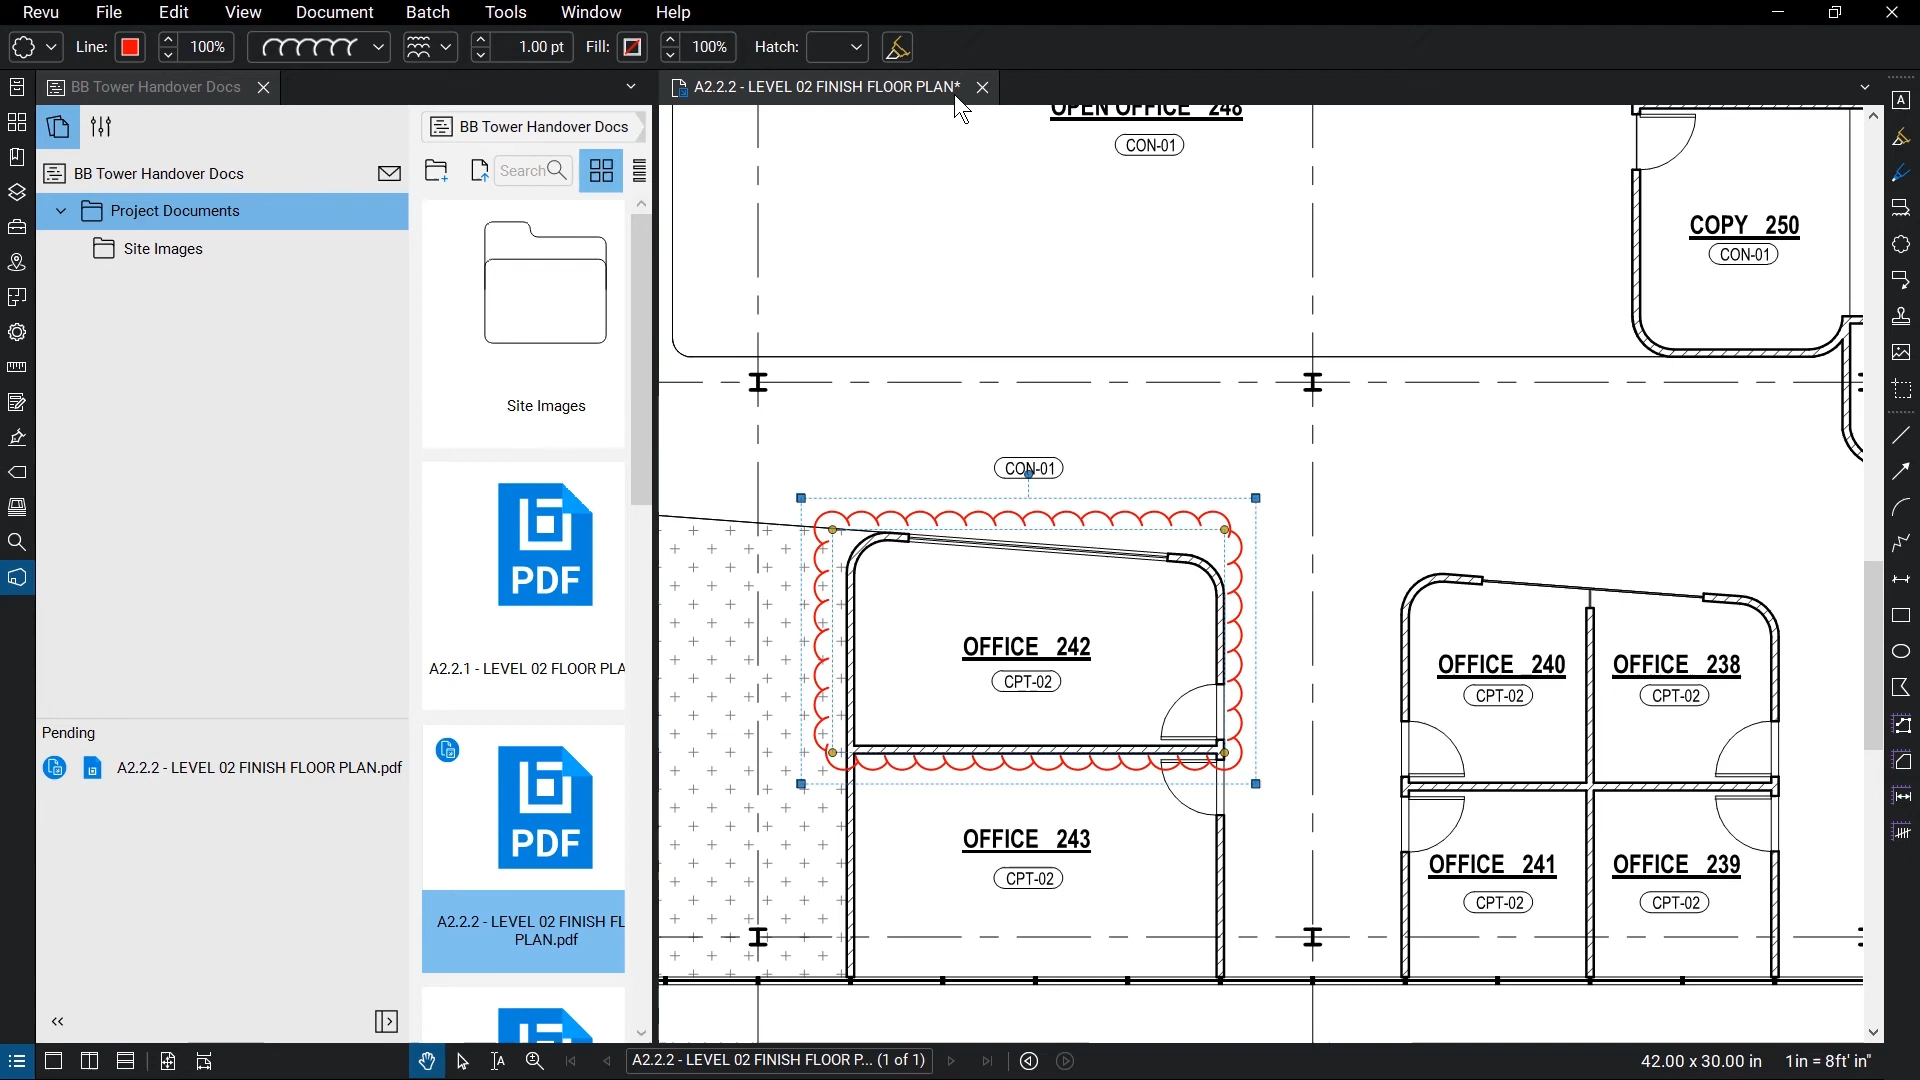 Revu File Edit View Document Batch Tools Window Help
Line: 100% 1.00 pt Fill: 100% Hatch:
BB Tower Handover Docs
A2.2.2 - LEVEL 02 FINISH FLOOR PLAN*
BB Tower Handover Docs
Search
BB Tower Handover Docs
Project Documents
Site Images
Site Images
PDF
A2.2.1 - LEVEL 02 FLOOR PLA
PDF
A2.2.2 - LEVEL 02 FINISH FL
PLAN.pdf
Pending
A2.2.2 - LEVEL 02 FINISH FLOOR PLAN.pdf
OPEN OFFICE 248
CON-01
COPY 250
CON-01
CON-01
OFFICE 242
CPT-02
OFFICE 240
CPT-02
OFFICE 238
CPT-02
OFFICE 243
CPT-02
OFFICE 241
CPT-02
OFFICE 239
CPT-02
A2.2.2 - LEVEL 02 FINISH FLOOR P... (1 of 1)
42.00 x 30.00 in 1in = 8ft' in"